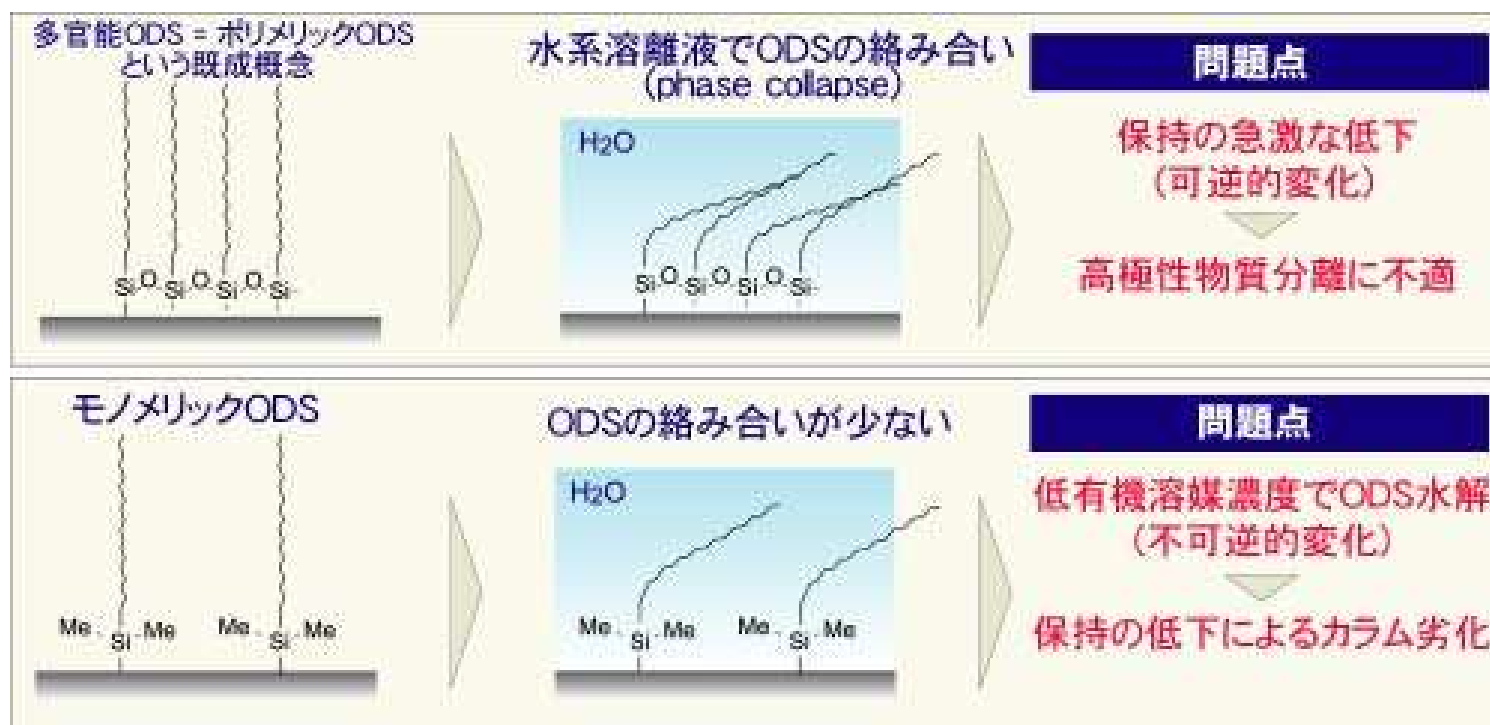 多官能ODS = ポリメリックODS
という既成概念
水系溶離液でODSの絡み合い
(phase collapse)
問題点
H2O
保持の急激な低下
(可逆的変化)
高極性物質分離に不適
Si O Si O Si O Si
Si O Si O Si O Si
モノメリックODS
ODSの絡み合いが少ない
問題点
H2O
低有機溶媒濃度でODS水解
(不可逆的変化)
保持の低下によるカラム劣化
Me Si Me Me Si Me
Me Si Me Me Si Me